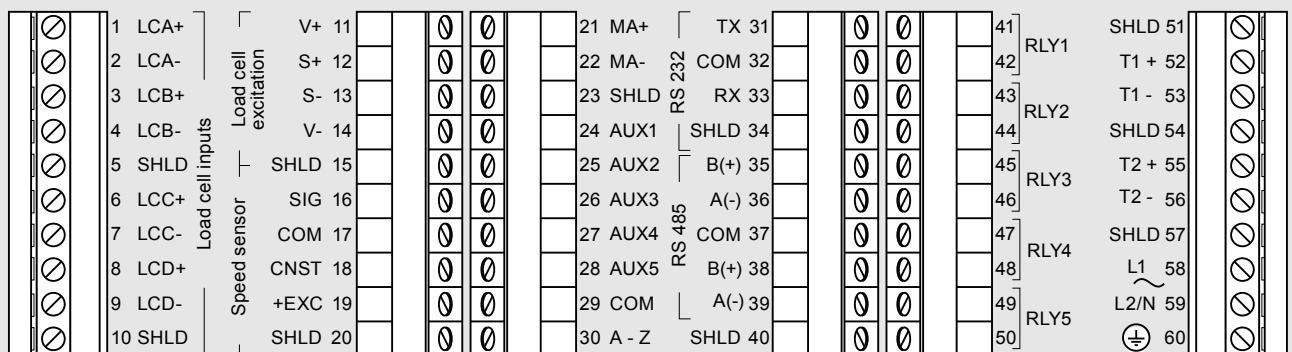 1 LCA+
2 LCA-
3 LCB+
4 LCB-
5 SHLD
6 LCC+
7 LCC-
8 LCD+
9 LCD-
10 SHLD
Load cell inputs
Load cell
excitation
Speed sensor
V+ 11
S+ 12
S- 13
V- 14
SHLD 15
SIG 16
COM 17
CNST 18
+EXC 19
SHLD 20
21 MA+
22 MA-
23 SHLD
24 AUX1
25 AUX2
26 AUX3
27 AUX4
28 AUX5
29 COM
30 A - Z
RS 232
RS 485
TX 31
COM 32
RX 33
SHLD 34
B(+) 35
A(-) 36
COM 37
B(+) 38
A(-) 39
SHLD 40
41
42
RLY1
43
44
RLY2
45
46
RLY3
47
48
RLY4
49
50
RLY5
SHLD 51
T1 + 52
T1 - 53
SHLD 54
T2 + 55
T2 - 56
SHLD 57
L1 58
L2/N 59
60